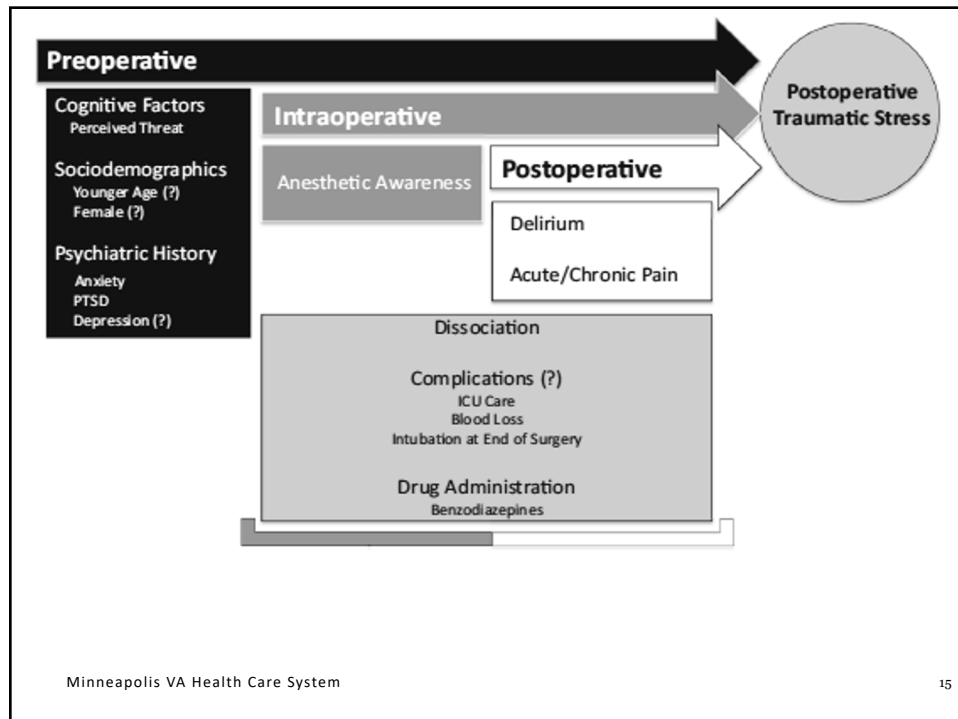 Preoperative
Cognitive Factors
Perceived Threat
Sociodemographics
Younger Age (?)
Female (?)
Psychiatric History
Anxiety
PTSD
Depression (?)
Intraoperative
Anesthetic Awareness
Postoperative
Delirium
Acute/Chronic Pain
Postoperative
Traumatic Stress
Dissociation
Complications (?)
ICU Care
Blood Loss
Intubation at End of Surgery
Drug Administration
Benzodiazepines
Minneapolis VA Health Care System
15